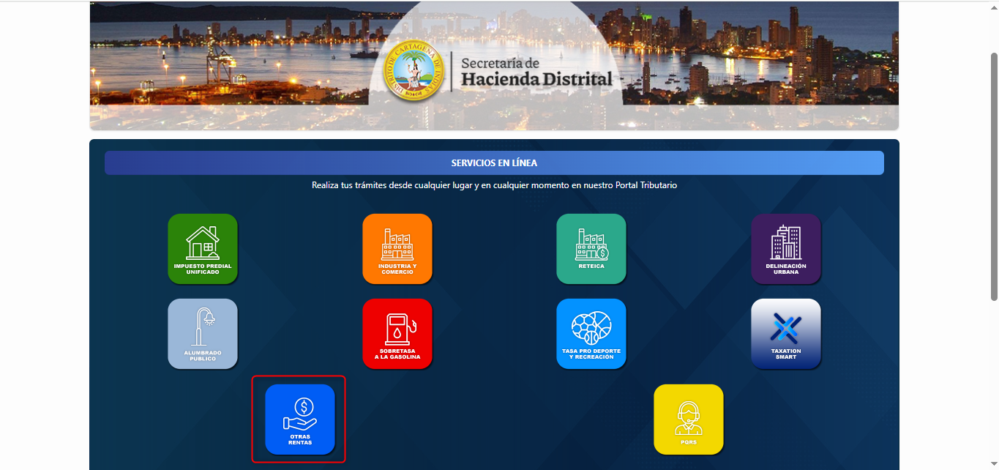 DISTRITO DE CARTAGENA DE INDIAS
Secretaría de
Hacienda Distrital
SERVICIOS EN LÍNEA
Realiza tus trámites desde cualquier lugar y en cualquier momento en nuestro Portal Tributario
IMPUESTO PREDIAL
UNIFICADO
INDUSTRIA Y
COMERCIO
RETEICA
DELINEACIÓN
URBANA
ALUMBRADO
PUBLICO
SOBRETASA
A LA GASOLINA
TASA PRO DEPORTE
Y RECREACIÓN
TAXATION
SMART
OTRAS
RENTAS
PQRS